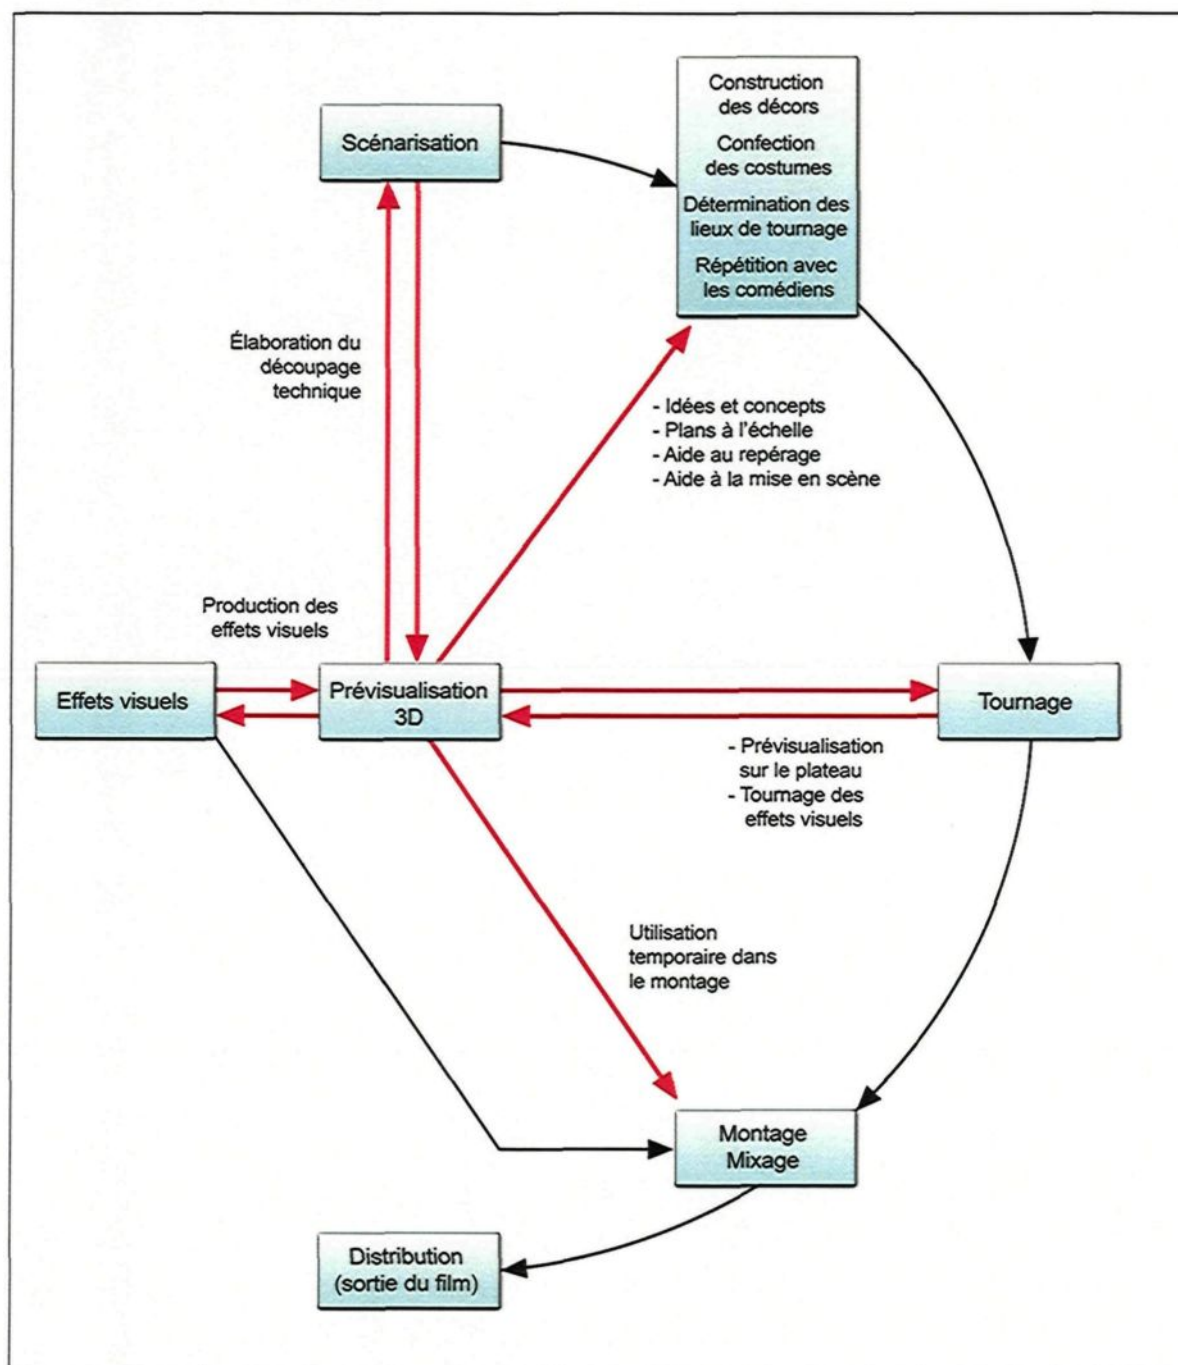 Scénarisation
Construction
des décors
Confection
des costumes
Détermination des
lieux de tournage
Répétition avec
les comédiens
Élaboration du
découpage
technique
- Idées et concepts
- Plans à l'échelle
- Aide au repérage
- Aide à la mise en scène
Production des
effets visuels
Effets visuels
Prévisualisation
3D
Tournage
- Prévisualisation
sur le plateau
- Tournage des
effets visuels
Utilisation
temporaire dans
le montage
Montage
Mixage
Distribution
(sortie du film)